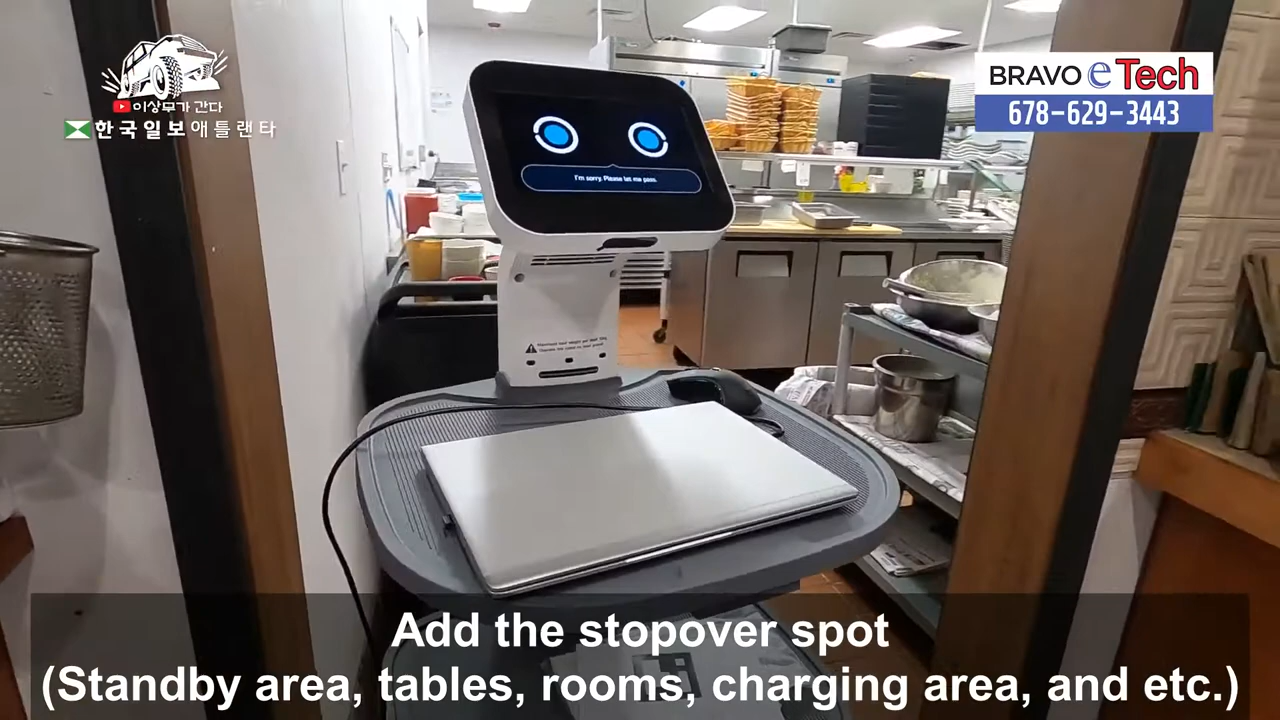 이상무가 간다
한국일보애틀랜타
BRAVO e Tech
678-629-3443
I'm sorry. Please let me pass.
Add the stopover spot
(Standby area, tables, rooms, charging area, and etc.)